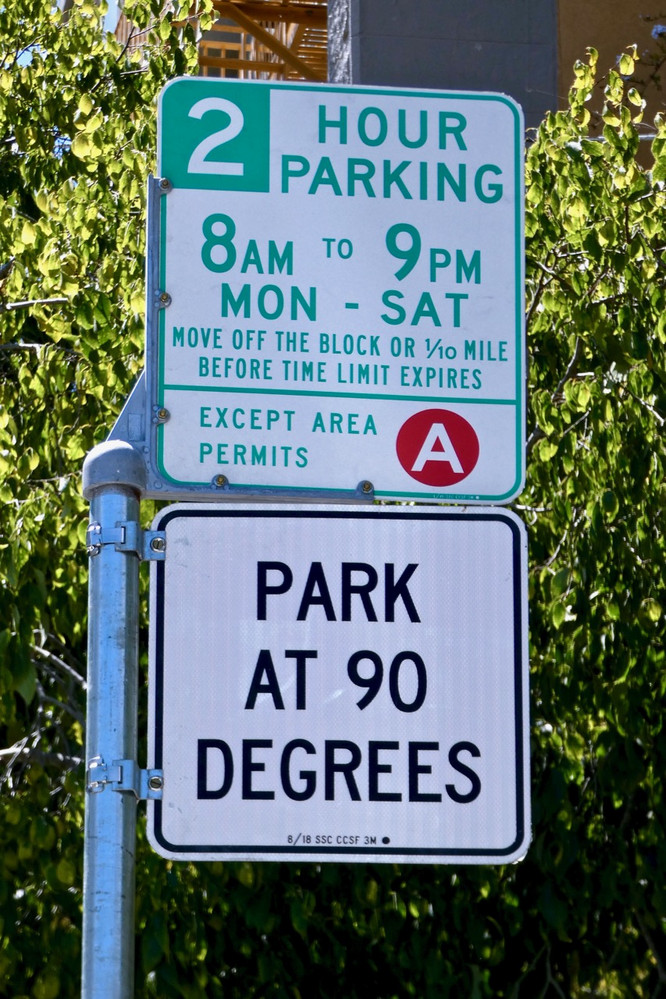 2 HOUR
PARKING
8AM TO 9PM
MON - SAT
MOVE OFF THE BLOCK OR 1/10 MILE
BEFORE TIME LIMIT EXPIRES
EXCEPT AREA
PERMITS
A
PARK
AT 90
DEGREES
8/18 SSC CCSF 3M